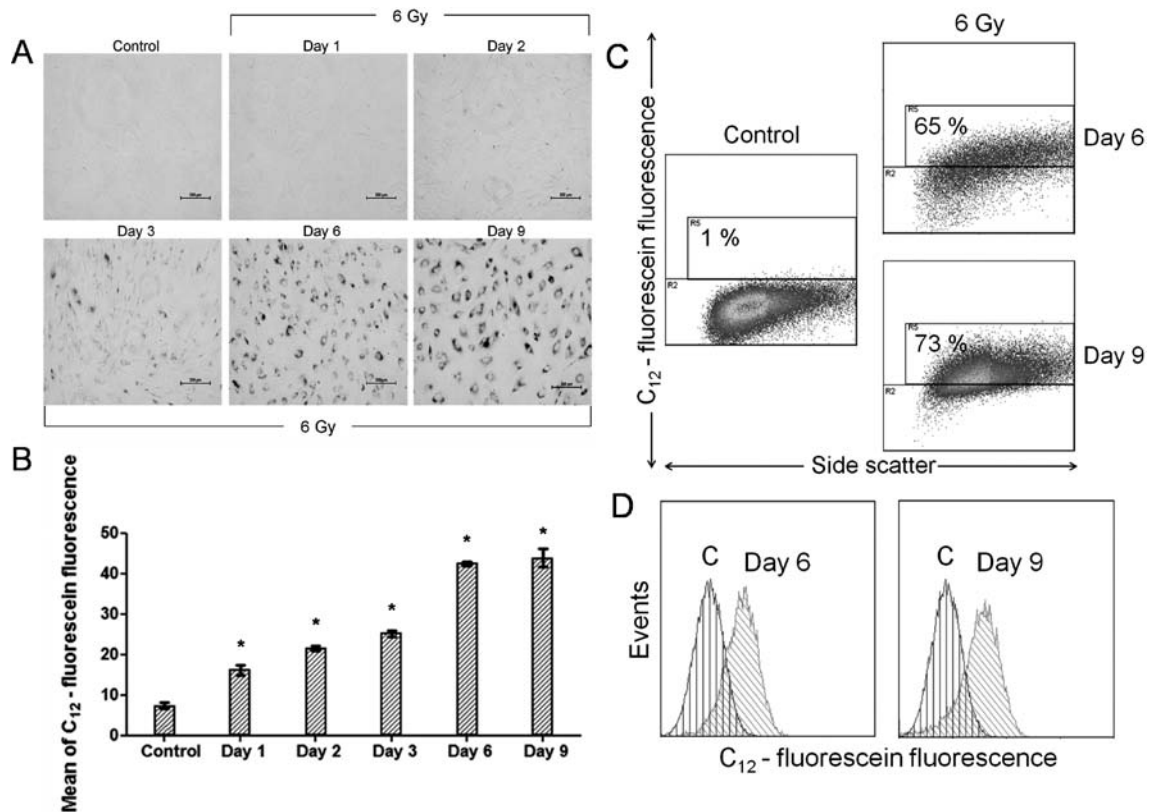 A
6 Gy
Control
Day 1
Day 2
Day 3
Day 6
Day 9
6 Gy
B
Mean of C12 - fluorescein fluorescence
50
40
30
20
10
0
*
*
*
*
*
Control
Day 1
Day 2
Day 3
Day 6
Day 9
C
C12 - fluorescein fluorescence
Control
R5
1 %
R2
6 Gy
R5
65 %
R2
Day 6
R5
73 %
R2
Day 9
Side scatter
D
Events
C
Day 6
C
Day 9
C12 - fluorescein fluorescence